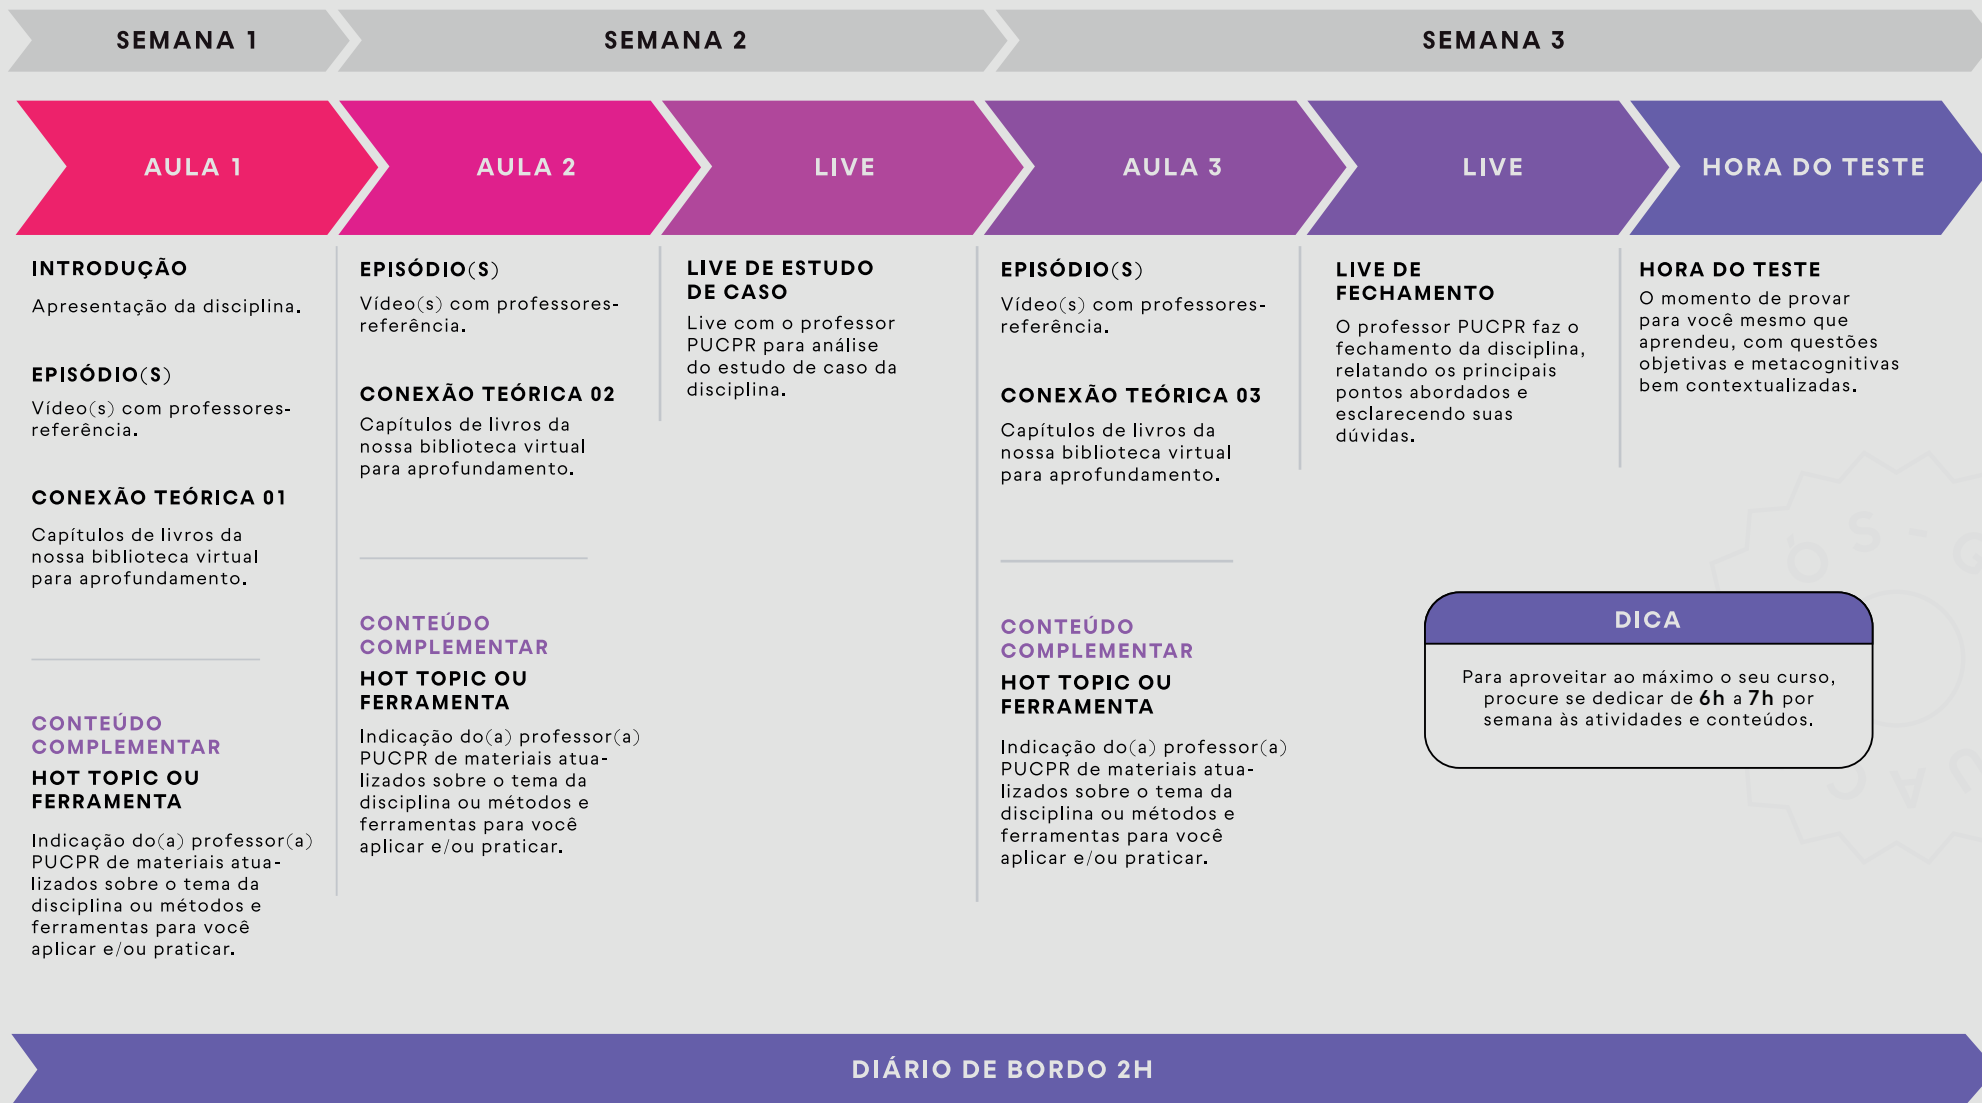 SEMANA 1
SEMANA 2
SEMANA 3
AULA 1
AULA 2
LIVE
AULA 3
LIVE
HORA DO TESTE
INTRODUÇÃO
Apresentação da disciplina.
EPISÓDIO(S)
Vídeo(s) com professores-
referência.
CONEXÃO TEÓRICA 01
Capítulos de livros da
nossa biblioteca virtual
para aprofundamento.
CONTEÚDO
COMPLEMENTAR
HOT TOPIC OU
FERRAMENTA
Indicação do(a) professor(a)
PUCPR de materiais atua-
lizados sobre o tema da
disciplina ou métodos e
ferramentas para você
aplicar e/ou praticar.
EPISÓDIO(S)
Vídeo(s) com professores-
referência.
CONEXÃO TEÓRICA 02
Capítulos de livros da
nossa biblioteca virtual
para aprofundamento.
CONTEÚDO
COMPLEMENTAR
HOT TOPIC OU
FERRAMENTA
Indicação do(a) professor(a)
PUCPR de materiais atua-
lizados sobre o tema da
disciplina ou métodos e
ferramentas para você
aplicar e/ou praticar.
LIVE DE ESTUDO
DE CASO
Live com o professor
PUCPR para análise
do estudo de caso da
disciplina.
EPISÓDIO(S)
Vídeo(s) com professores-
referência.
CONEXÃO TEÓRICA 03
Capítulos de livros da
nossa biblioteca virtual
para aprofundamento.
CONTEÚDO
COMPLEMENTAR
HOT TOPIC OU
FERRAMENTA
Indicação do(a) professor(a)
PUCPR de materiais atua-
lizados sobre o tema da
disciplina ou métodos e
ferramentas para você
aplicar e/ou praticar.
LIVE DE
FECHAMENTO
O professor PUCPR faz o
fechamento da disciplina,
relatando os principais
pontos abordados e
esclarecendo suas
dúvidas.
HORA DO TESTE
O momento de provar
para você mesmo que
aprendeu, com questões
objetivas e metacognitivas
bem contextualizadas.
DICA
Para aproveitar ao máximo o seu curso,
procure se dedicar de 6h a 7h por
semana às atividades e conteúdos.
DIÁRIO DE BORDO 2H